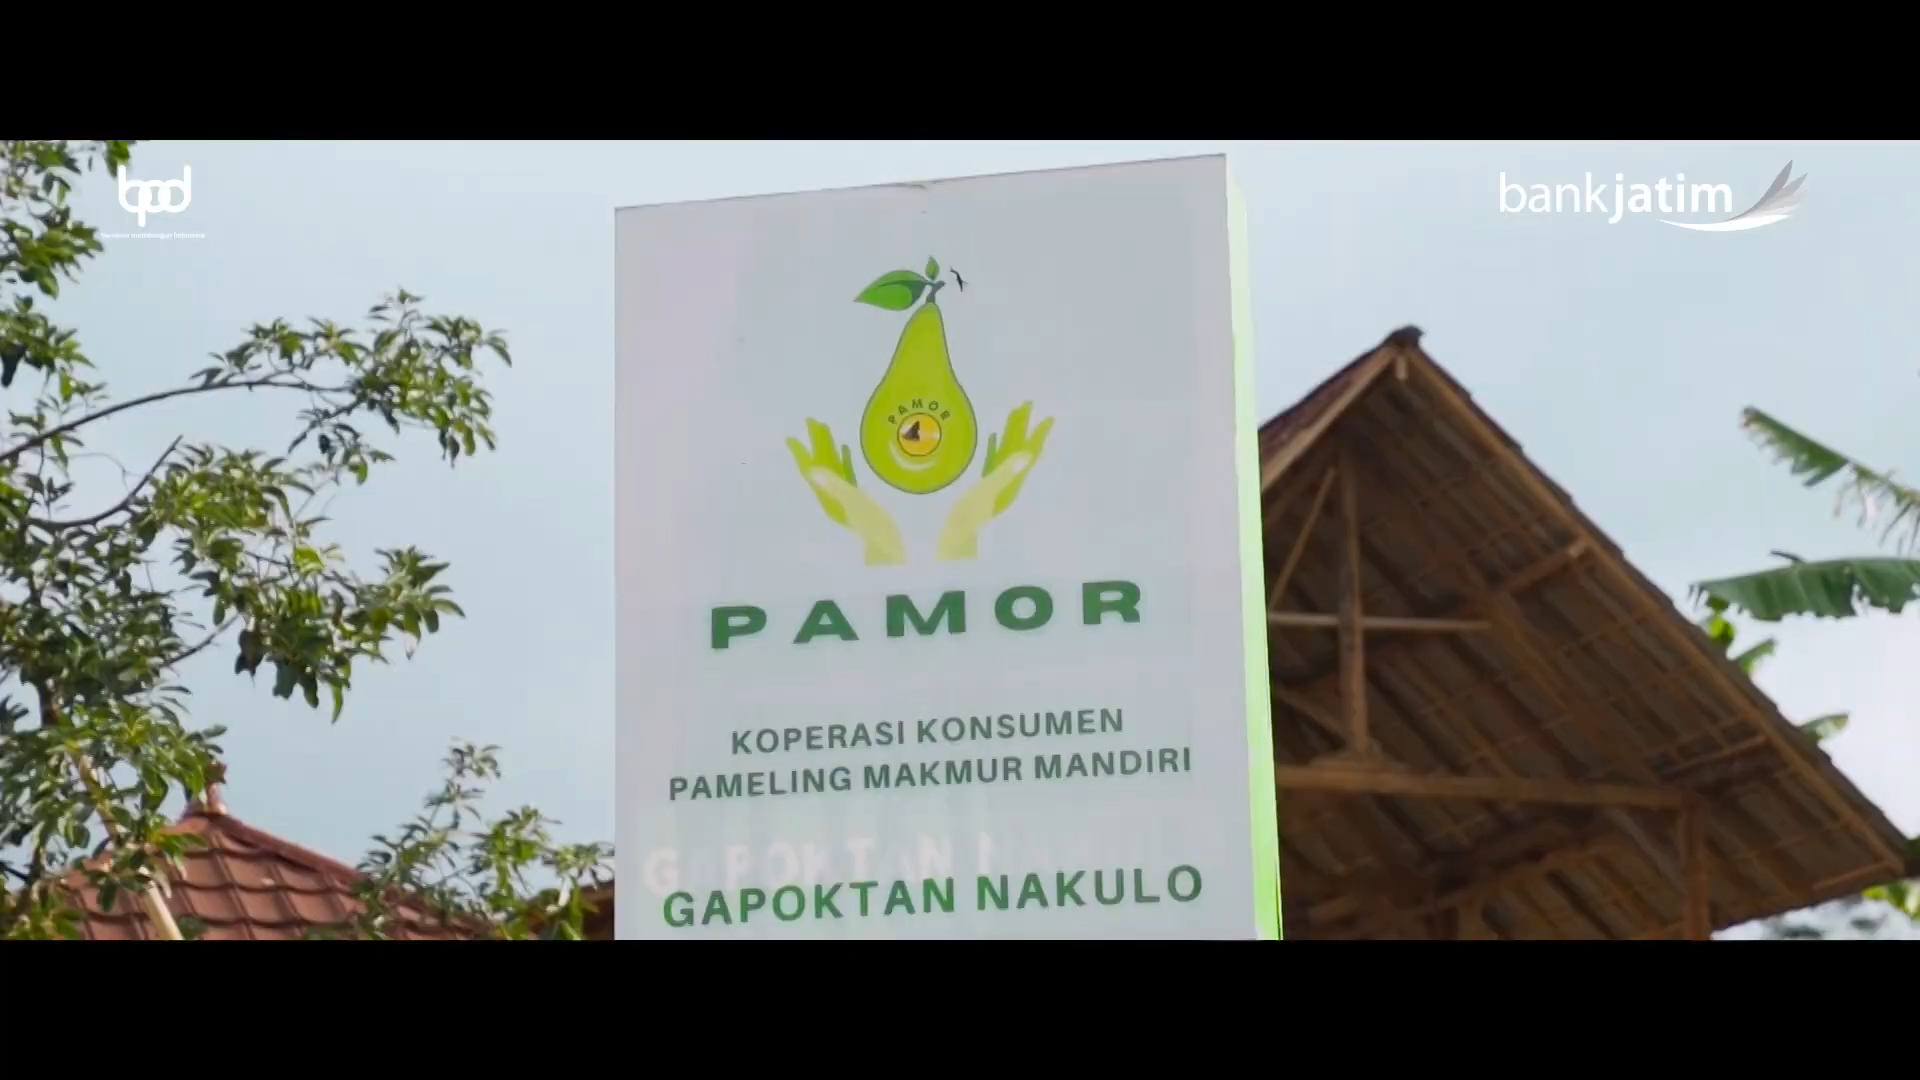 bpd
bankjatim
PAMOR
PAMOR
KOPERASI KONSUMEN
PAMELING MAKMUR MANDIRI
GAPOKTAN NAKULO